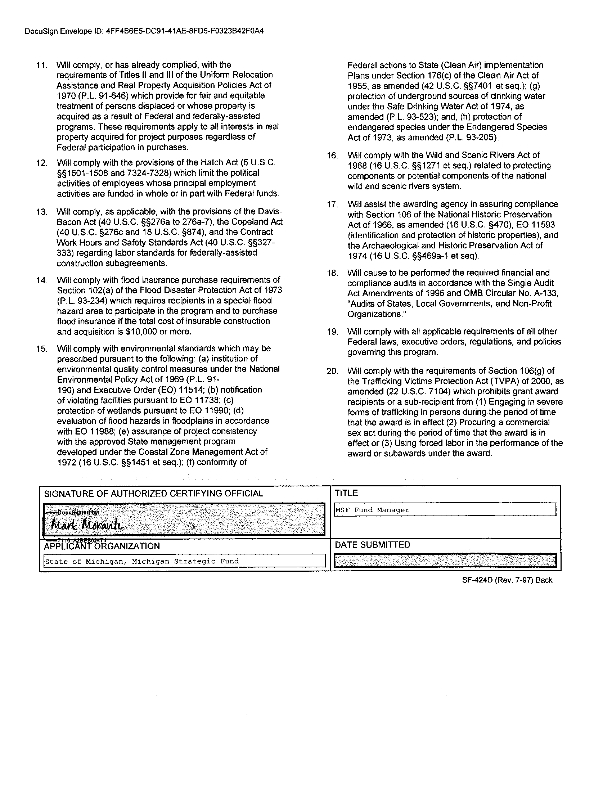 DocuSign Envelope ID: 4FF4B6E5-DC91-41AE-8FD5-F0323B42F0A4
11. Will comply, or has already complied, with the
requirements of Titles II and III of the Uniform Relocation
Assistance and Real Property Acquisition Policies Act of
1970 (P.L. 91-646) which provide for fair and equitable
treatment of persons displaced or whose property is
acquired as a result of Federal and federally-assisted
programs. These requirements apply to all interests in real
property acquired for project purposes regardless of
Federal participation in purchases.
12. Will comply with the provisions of the Hatch Act (5 U.S.C.
§§1501-1508 and 7324-7328) which limit the political
activities of employees whose principal employment
activities are funded in whole or in part with Federal funds.
13. Will comply, as applicable, with the provisions of the Davis-
Bacon Act (40 U.S.C. §§276a to 276a-7), the Copeland Act
(40 U.S.C. §276c and 18 U.S.C. §874), and the Contract
Work Hours and Safety Standards Act (40 U.S.C. §§327-
333) regarding labor standards for federally-assisted
construction subagreements.
14. Will comply with flood insurance purchase requirements of
Section 102(a) of the Flood Disaster Protection Act of 1973
(P.L. 93-234) which requires recipients in a special flood
hazard area to participate in the program and to purchase
flood insurance if the total cost of insurable construction
and acquisition is $10,000 or more.
15. Will comply with environmental standards which may be
prescribed pursuant to the following: (a) institution of
environmental quality control measures under the National
Environmental Policy Act of 1969 (P.L. 91-
190) and Executive Order (EO) 11514; (b) notification
of violating facilities pursuant to EO 11738; (c)
protection of wetlands pursuant to EO 11990; (d)
evaluation of flood hazards in floodplains in accordance
with EO 11988; (e) assurance of project consistency
with the approved State management program
developed under the Coastal Zone Management Act of
1972 (16 U.S.C. §§1451 et seq.); (f) conformity of
Federal actions to State (Clean Air) implementation
Plans under Section 176(c) of the Clean Air Act of
1955, as amended (42 U.S.C. §§7401 et seq.); (g)
protection of underground sources of drinking water
under the Safe Drinking Water Act of 1974, as
amended (P.L. 93-523); and, (h) protection of
endangered species under the Endangered Species
Act of 1973, as amended (P.L. 93-205).
16. Will comply with the Wild and Scenic Rivers Act of
1968 (16 U.S.C. §§1271 et seq.) related to protecting
components or potential components of the national
wild and scenic rivers system.
17. Will assist the awarding agency in assuring compliance
with Section 106 of the National Historic Preservation
Act of 1966, as amended (16 U.S.C. §470), EO 11593
(identification and protection of historic properties), and
the Archaeological and Historic Preservation Act of
1974 (16 U.S.C. §§469a-1 et seq).
18. Will cause to be performed the required financial and
compliance audits in accordance with the Single Audit
Act Amendments of 1996 and OMB Circular No. A-133,
"Audits of States, Local Governments, and Non-Profit
Organizations."
19. Will comply with all applicable requirements of all other
Federal laws, executive orders, regulations, and policies
governing this program.
20. Will comply with the requirements of Section 106(g) of
the Trafficking Victims Protection Act (TVPA) of 2000, as
amended (22 U.S.C. 7104) which prohibits grant award
recipients or a sub-recipient from (1) Engaging in severe
forms of trafficking in persons during the period of time
that the award is in effect (2) Procuring a commercial
sex act during the period of time that the award is in
effect or (3) Using forced labor in the performance of the
award or subawards under the award.
SIGNATURE OF AUTHORIZED CERTIFYING OFFICIAL
Mark Morante
TITLE
MSF Fund Manager
APPLICANT ORGANIZATION
State of Michigan, Michigan Strategic Fund
DATE SUBMITTED
SF-424D (Rev. 7-97) Back